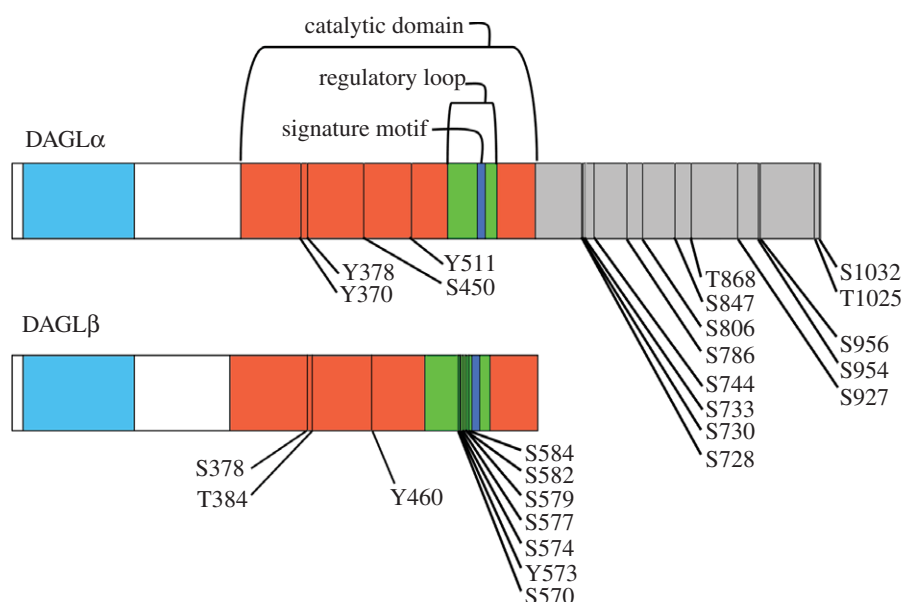 catalytic domain
regulatory loop
signature motif
DAGLα
Y378
Y370
Y511
S450
T868
S847
S806
S786
S744
S733
S730
S728
S1032
T1025
S956
S954
S927
DAGLβ
S378
T384
Y460
S584
S582
S579
S577
S574
Y573
S570